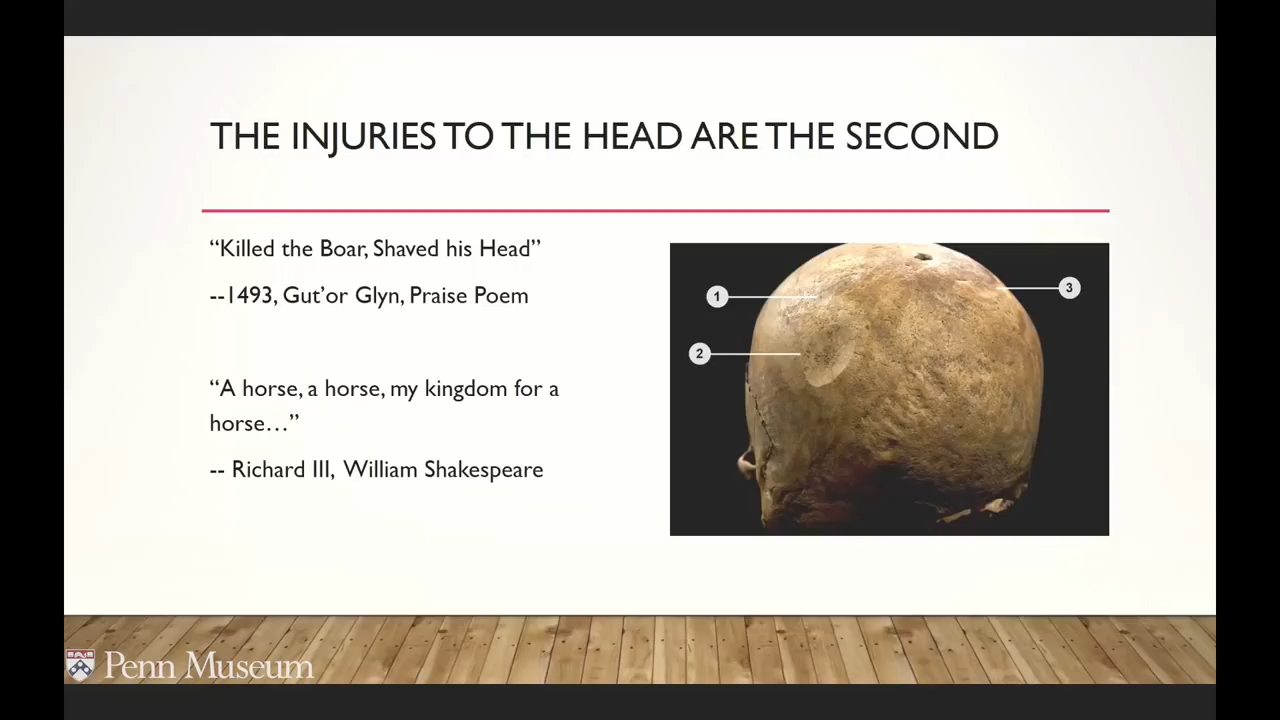 THE INJURIES TO THE HEAD ARE THE SECOND
“Killed the Boar, Shaved his Head”
--1493, Gut’or Glyn, Praise Poem
“A horse, a horse, my kingdom for a
horse…”
-- Richard III, William Shakespeare
1
2
3
Penn Museum